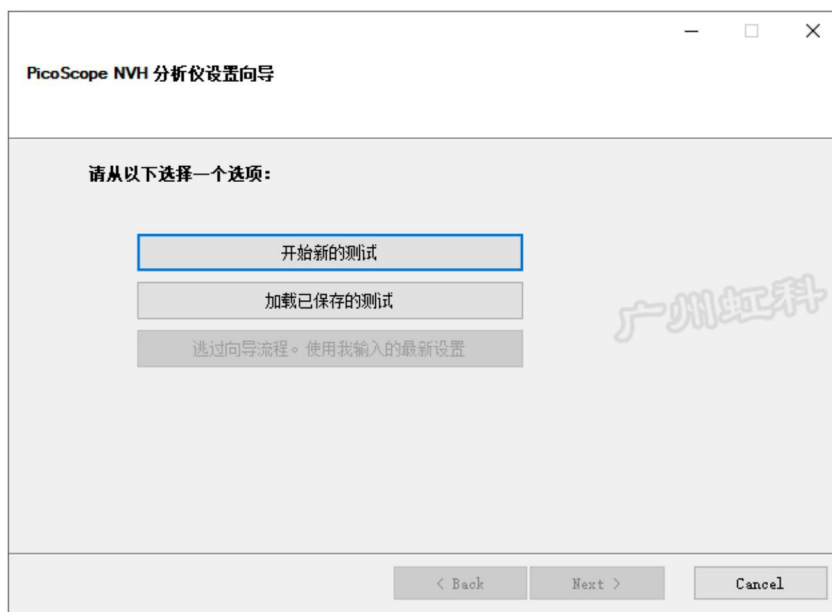 PicoScope NVH 分析仪设置向导
请从以下选择一个选项：
开始新的测试
加载已保存的测试
逃过向导流程。使用我输入的最新设置
广州虹科
< Back
Next >
Cancel